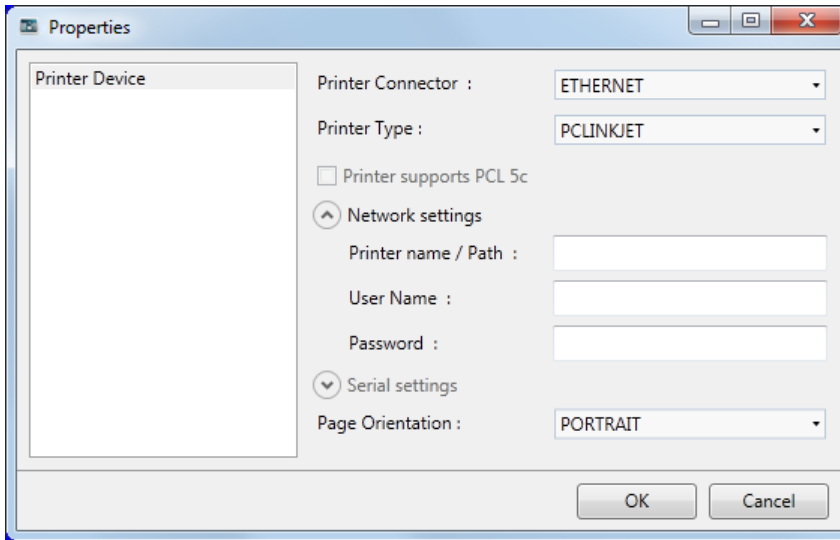 Properties
Printer Device
Printer Connector :
ETHERNET
Printer Type :
PCLINKJET
Printer supports PCL 5c
Network settings
Printer name / Path :
User Name :
Password :
Serial settings
Page Orientation :
PORTRAIT
OK
Cancel